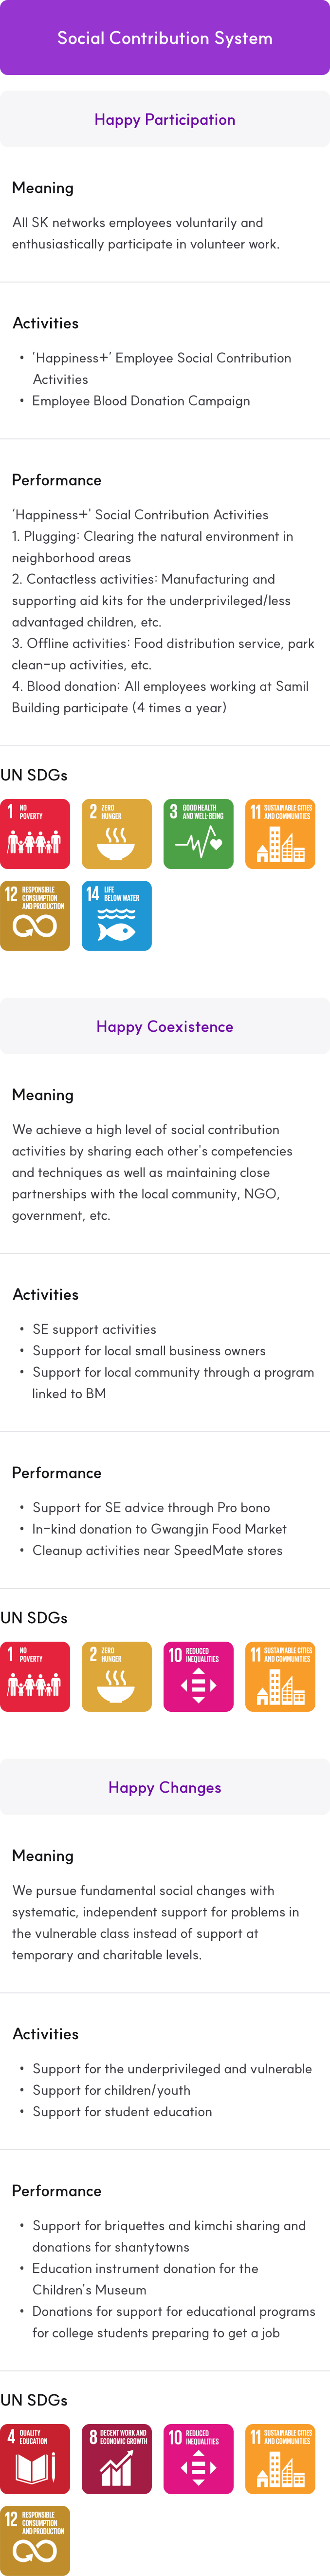 Social Contribution System
Happy Participation
Meaning
All SK networks employees voluntarily and
enthusiastically participate in volunteer work.
Activities
• 'Happiness+' Employee Social Contribution
Activities
• Employee Blood Donation Campaign
Performance
'Happiness+' Social Contribution Activities
1. Plugging: Clearing the natural environment in
neighborhood areas
2. Contactless activities: Manufacturing and
supporting aid kits for the underprivileged/less
advantaged children, etc.
3. Offline activities: Food distribution service, park
clean-up activities, etc.
4. Blood donation: All employees working at Samil
Building participate (4 times a year)
UN SDGs
1 NO
POVERTY
2 ZERO
HUNGER
3 GOOD HEALTH
AND WELL-BEING
11 SUSTAINABLE CITIES
AND COMMUNITIES
12 RESPONSIBLE
CONSUMPTION
AND PRODUCTION
14 LIFE
BELOW WATER
Happy Coexistence
Meaning
We achieve a high level of social contribution
activities by sharing each other's competencies
and techniques as well as maintaining close
partnerships with the local community, NGO,
government, etc.
Activities
• SE support activities
• Support for local small business owners
• Support for local community through a program
linked to BM
Performance
• Support for SE advice through Pro bono
• In-kind donation to Gwangjin Food Market
• Cleanup activities near SpeedMate stores
UN SDGs
1 NO
POVERTY
2 ZERO
HUNGER
10 REDUCED
INEQUALITIES
11 SUSTAINABLE CITIES
AND COMMUNITIES
Happy Changes
Meaning
We pursue fundamental social changes with
systematic, independent support for problems in
the vulnerable class instead of support at
temporary and charitable levels.
Activities
• Support for the underprivileged and vulnerable
• Support for children/youth
• Support for student education
Performance
• Support for briquettes and kimchi sharing and
donations for shantytowns
• Education instrument donation for the
Children's Museum
• Donations for support for educational programs
for college students preparing to get a job
UN SDGs
4 QUALITY
EDUCATION
8 DECENT WORK AND
ECONOMIC GROWTH
10 REDUCED
INEQUALITIES
11 SUSTAINABLE CITIES
AND COMMUNITIES
12 RESPONSIBLE
CONSUMPTION
AND PRODUCTION